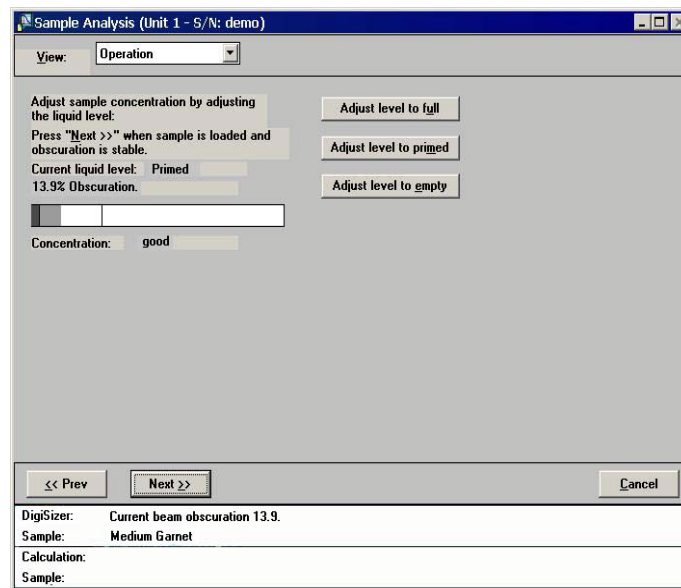 Sample Analysis (Unit 1 - S/N: demo)
View: Operation
Adjust sample concentration by adjusting
the liquid level:
Press "Next >>" when sample is loaded and
obscuration is stable.
Current liquid level: Primed
13.9% Obscuration.
Concentration: good
Adjust level to full
Adjust level to primed
Adjust level to empty
<< Prev
Next >>
Cancel
DigiSizer: Current beam obscuration 13.9.
Sample: Medium Garnet
Calculation:
Sample: